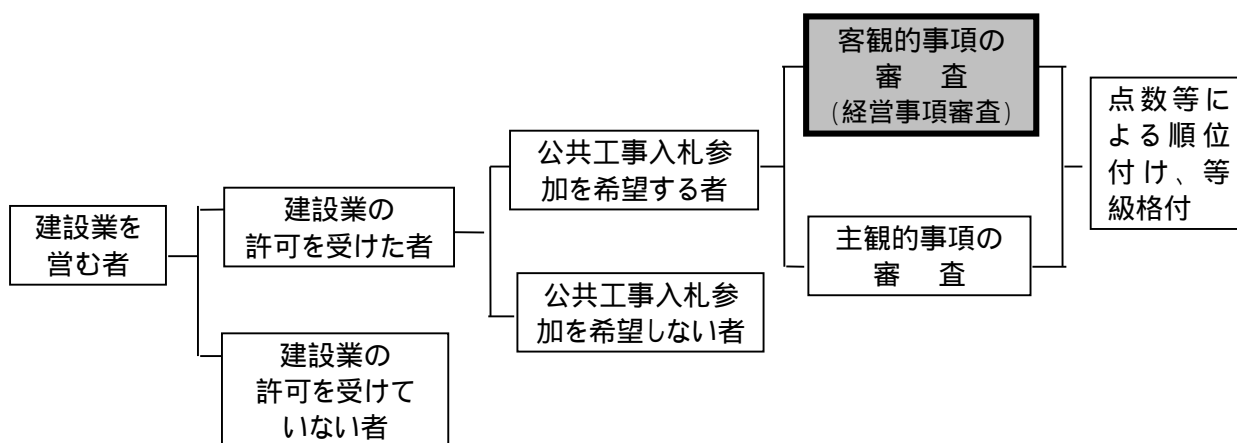 建設業を
営む者
建設業の
許可を受けた者
建設業の
許可を受けて
いない者
公共工事入札参
加を希望する者
公共工事入札参
加を希望しない者
客観的事項の
審　査
(経営事項審査)
主観的事項の
審　査
点数等に
よる順位
付け、等
級格付